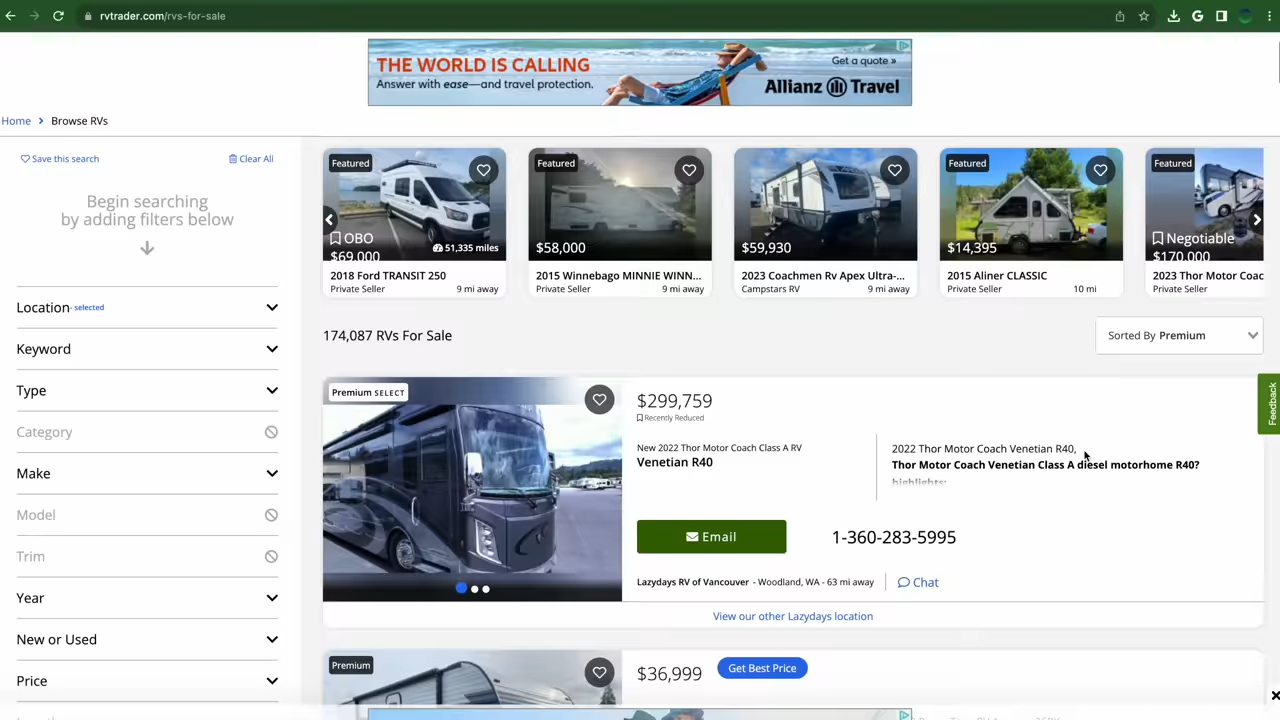 rvtrader.com/rvs-for-sale
THE WORLD IS CALLING
Answer with ease—and travel protection.
Get a quote »
Allianz Travel
Home > Browse RVs
Save this search
Clear All
Begin searching
by adding filters below
Location - selected
Keyword
Type
Category
Make
Model
Trim
Year
New or Used
Price
Featured
OBO
$69,000
51,335 miles
2018 Ford TRANSIT 250
Private Seller 9 mi away
Featured
$58,000
2015 Winnebago MINNIE WINN...
Private Seller 9 mi away
$59,930
2023 Coachmen Rv Apex Ultra-...
Campstars RV 9 mi away
Featured
$14,395
2015 Aliner CLASSIC
Private Seller 10 mi
Featured
Negotiable
$170,000
2023 Thor Motor Coac
Private Seller
174,087 RVs For Sale
Sorted By Premium
Premium SELECT
$299,759
Recently Reduced
New 2022 Thor Motor Coach Class A RV
Venetian R40
2022 Thor Motor Coach Venetian R40,
Thor Motor Coach Venetian Class A diesel motorhome R40?
highlights:
Email
1-360-283-5995
Lazydays RV of Vancouver - Woodland, WA - 63 mi away
Chat
View our other Lazydays location
Feedback
Premium
$36,999
Get Best Price